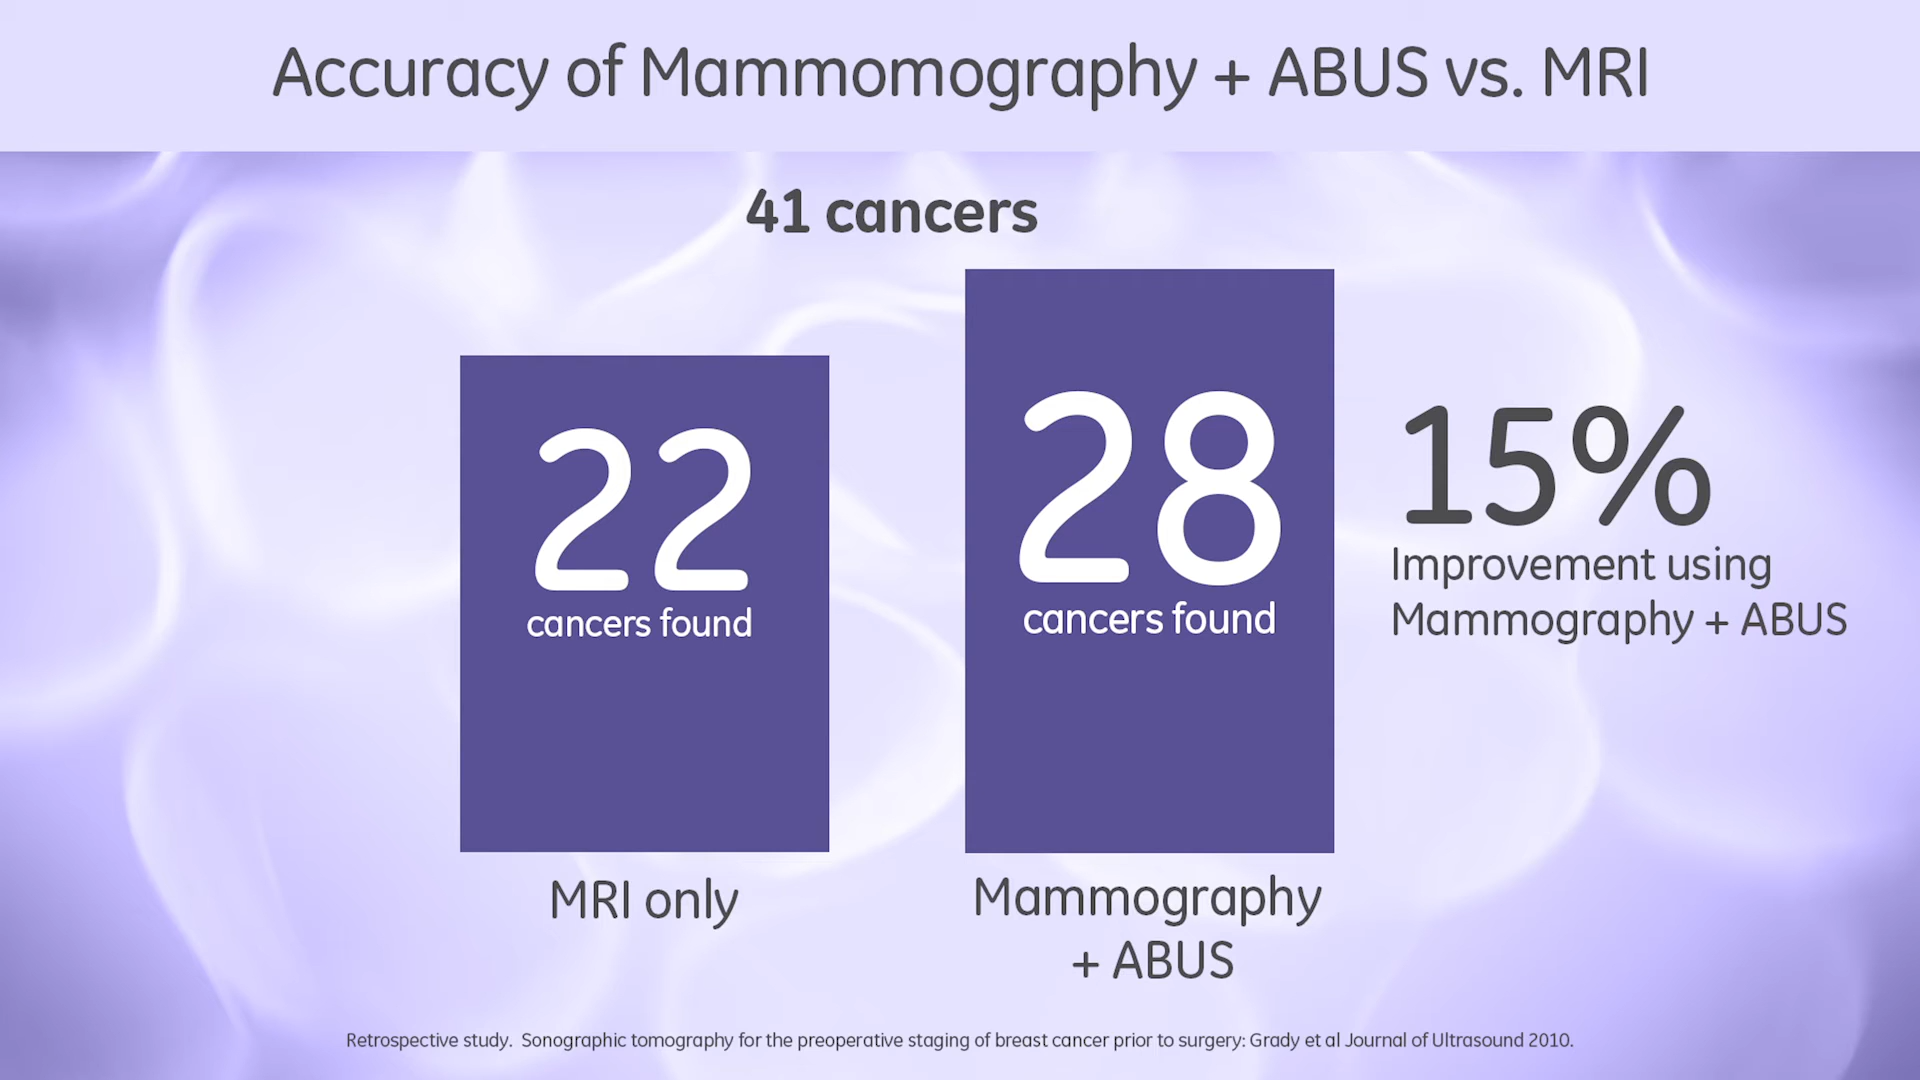 Accuracy of Mammomography + ABUS vs. MRI
41 cancers
22
cancers found
MRI only
28
cancers found
Mammography
+ ABUS
15%
Improvement using
Mammography + ABUS
Retrospective study.  Sonographic tomography for the preoperative staging of breast cancer prior to surgery: Grady et al Journal of Ultrasound 2010.